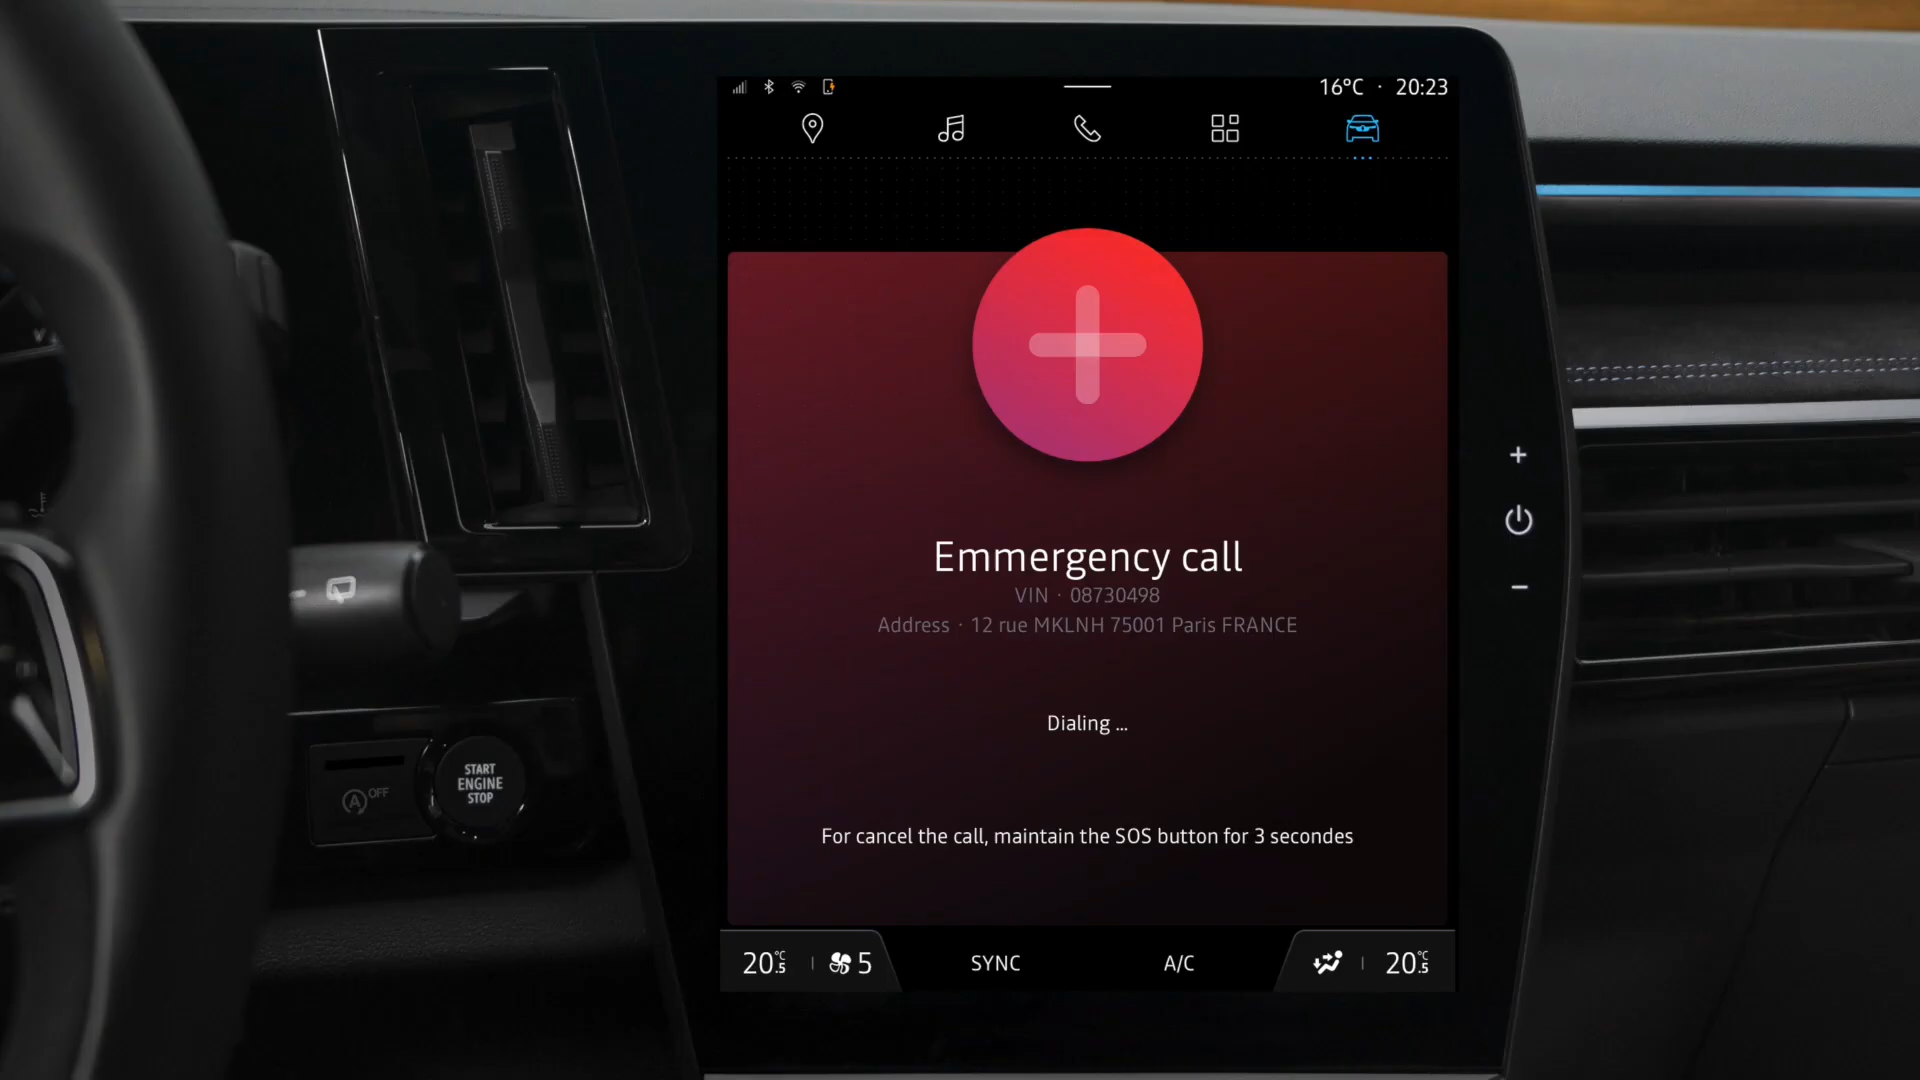 16°C · 20:23
Emmergency call
VIN · 08730498
Address · 12 rue MKLNH 75001 Paris FRANCE
Dialing ...
For cancel the call, maintain the SOS button for 3 secondes
OFF
START
ENGINE
STOP
20.5°C 5 SYNC A/C 20.5°C